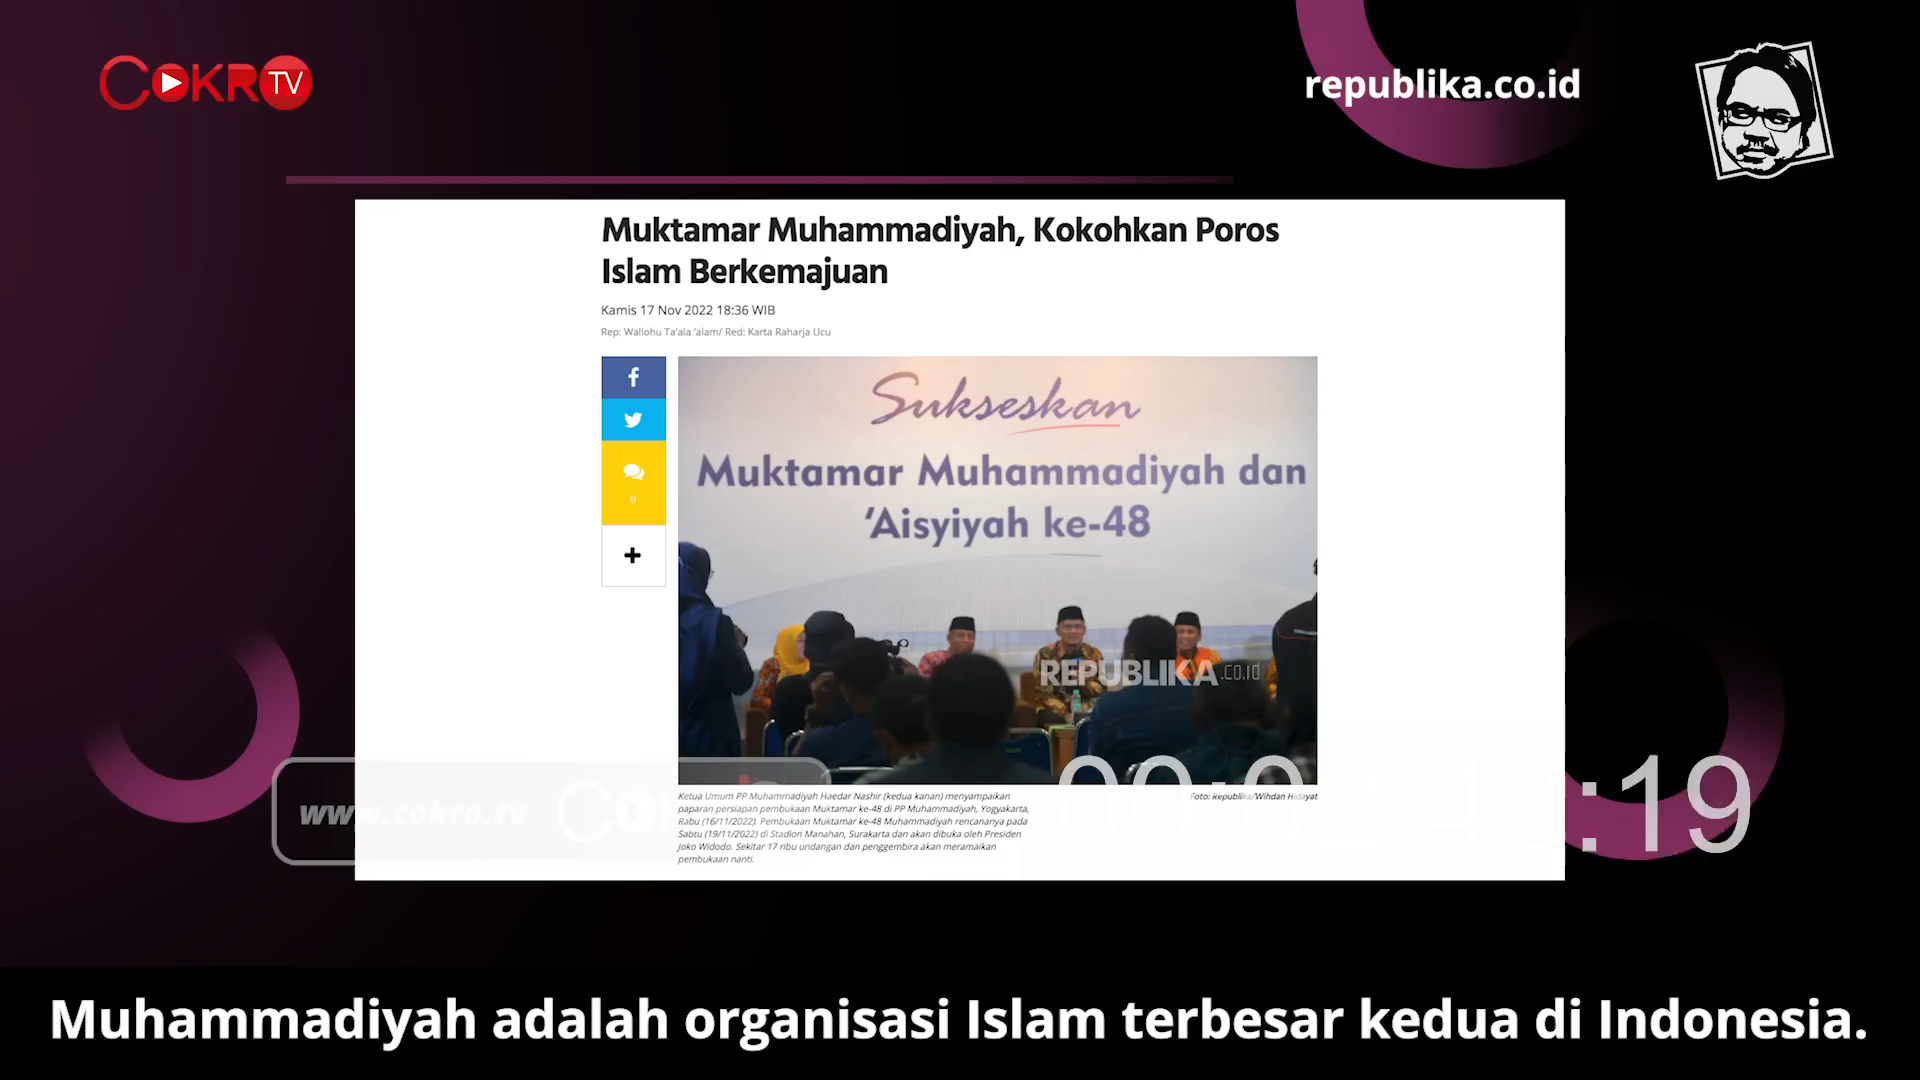 COKRO TV
republika.co.id
Muktamar Muhammadiyah, Kokohkan Poros
Islam Berkemajuan
Kamis 17 Nov 2022 18:36 WIB
Rep: Wallohu Ta'ala 'alam/ Red: Karta Raharja Ucu
0
Sukseskan
Muktamar Muhammadiyah dan
'Aisyiyah ke-48
REPUBLIKA.co.id
Ketua Umum PP Muhammadiyah Haedar Nashir (kedua kanan) menyampaikan
paparan persiapan pembukaan Muktamar ke-48 di PP Muhammadiyah, Yogyakarta,
Rabu (16/11/2022). Pembukaan Muktamar ke-48 Muhammadiyah rencananya pada
Sabtu (19/11/2022) di Stadion Manahan, Surakarta dan akan dibuka oleh Presiden
Joko Widodo. Sekitar 17 ribu undangan dan penggembira akan meramaikan
pembukaan nanti.
Foto: Republika/Wihdan Hidayat
www.cokro.tv
:19
Muhammadiyah adalah organisasi Islam terbesar kedua di Indonesia.